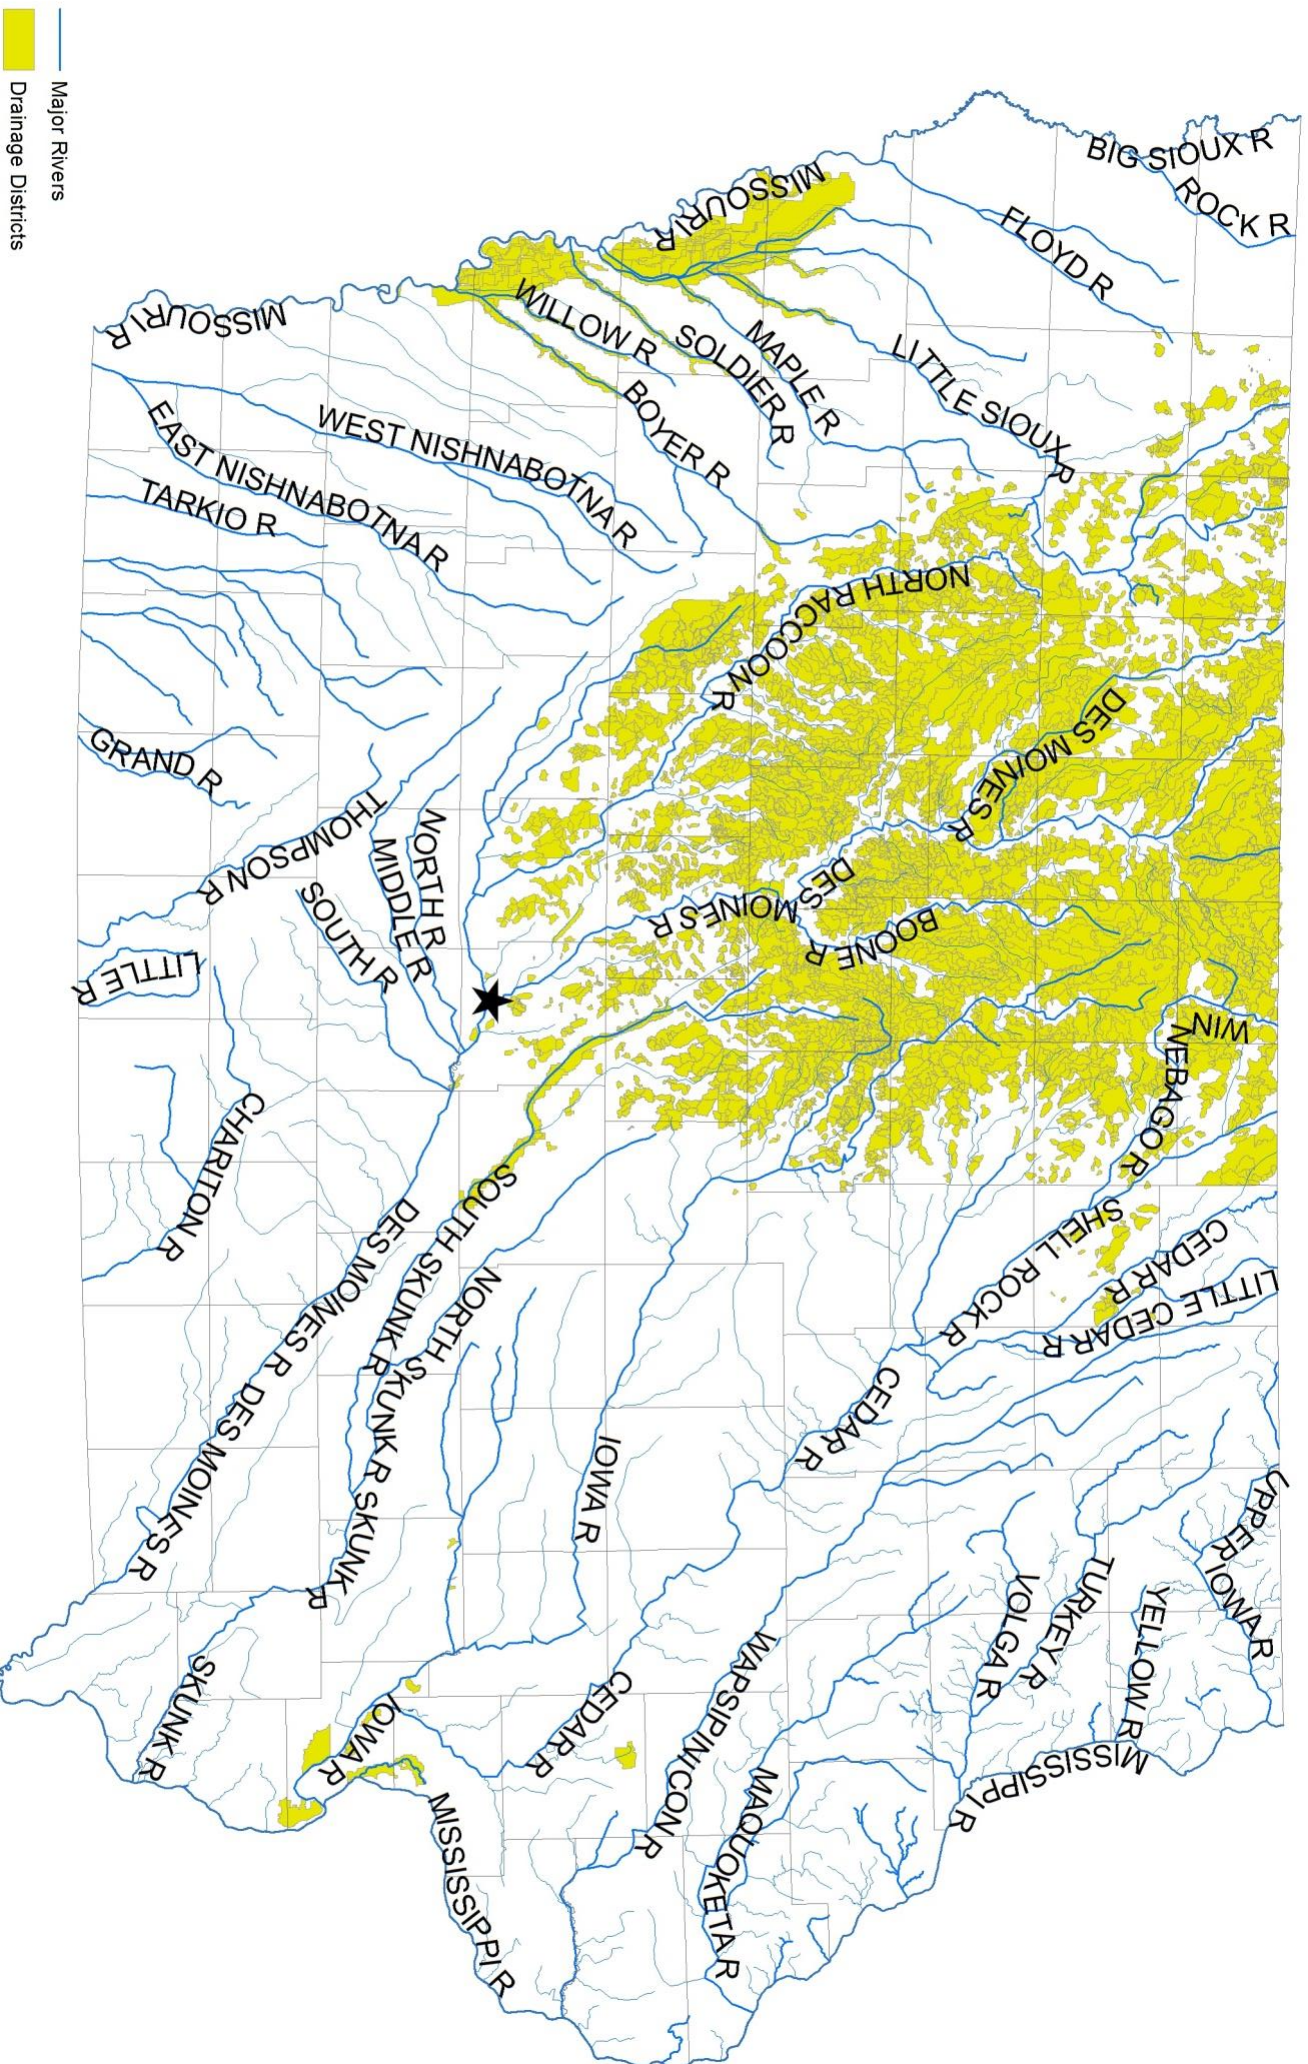 BIG SIOUX R
ROCK R
FLOYD R
MISSOURI R
LITTLE SIOUX R
MAPLE R
SOLDIER R
WILLOW R
BOYER R
MISSOURI R
WEST NISHNABOTNA R
EAST NISHNABOTNA R
TARKIO R
NORTH RACCOON R
DES MOINES R
DES MOINES R
BOONE R
GRAND R
THOMPSON R
NORTH R
MIDDLE R
SOUTH R
LITTLE R
WINNEBAGO R
SHELL ROCK R
CEDAR R
LITTLE CEDAR R
CHARITON R
DES MOINES R
SOUTH SKUNK R
NORTH SKUNK R
SKUNK R
DES MOINES R
SKUNK R
IOWA R
CEDAR R
UPPER IOWA R
YELLOW R
TURKEY R
VOLGA R
MISSISSIPPI R
WAPSIPINICON R
MAQUOKETA R
CEDAR R
IOWA R
SKUNK R
MISSISSIPPI R
Major Rivers
Drainage Districts